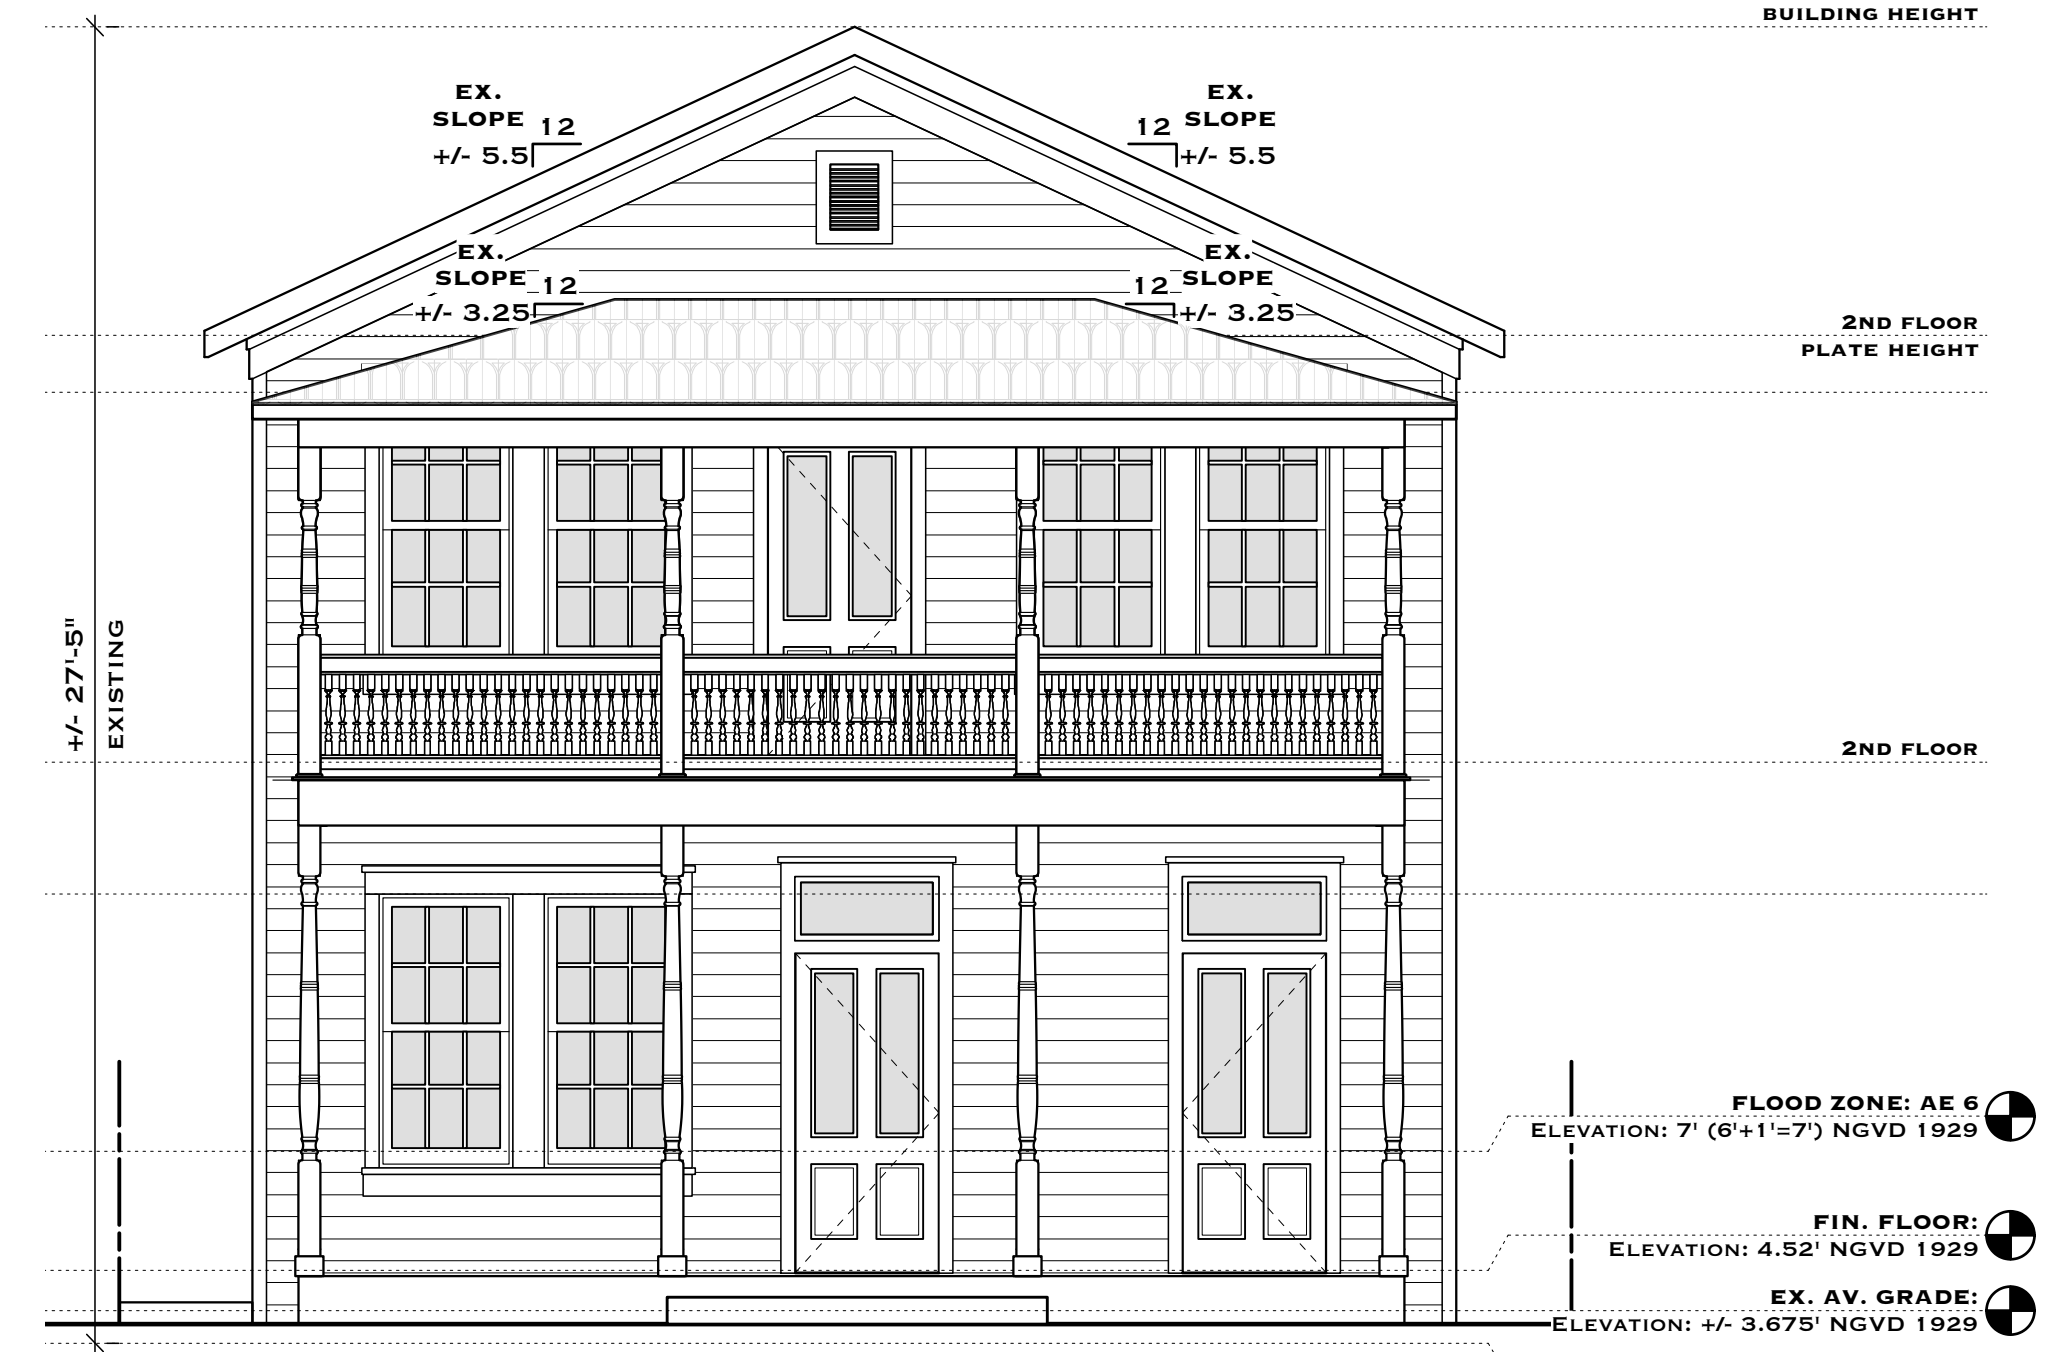 BUILDING HEIGHT
EX.
SLOPE
12
+/- 5.5
EX.
12 SLOPE
+/- 5.5
EX.
SLOPE
12
+/- 3.25
EX.
12 SLOPE
+/- 3.25
2ND FLOOR
PLATE HEIGHT
+/- 27'-5"
EXISTING
2ND FLOOR
FLOOD ZONE: AE 6
ELEVATION: 7' (6'+1'=7') NGVD 1929
FIN. FLOOR:
ELEVATION: 4.52' NGVD 1929
EX. AV. GRADE:
ELEVATION: +/- 3.675' NGVD 1929